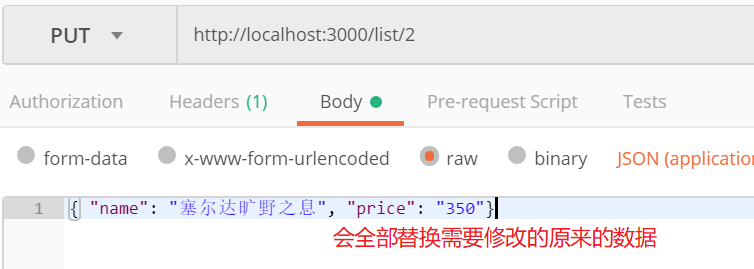 PUT http://localhost:3000/list/2
Authorization Headers (1) Body Pre-request Script Tests
form-data x-www-form-urlencoded raw binary JSON (application
1 { "name": "塞尔达旷野之息", "price": "350"}
会全部替换需要修改的原来的数据